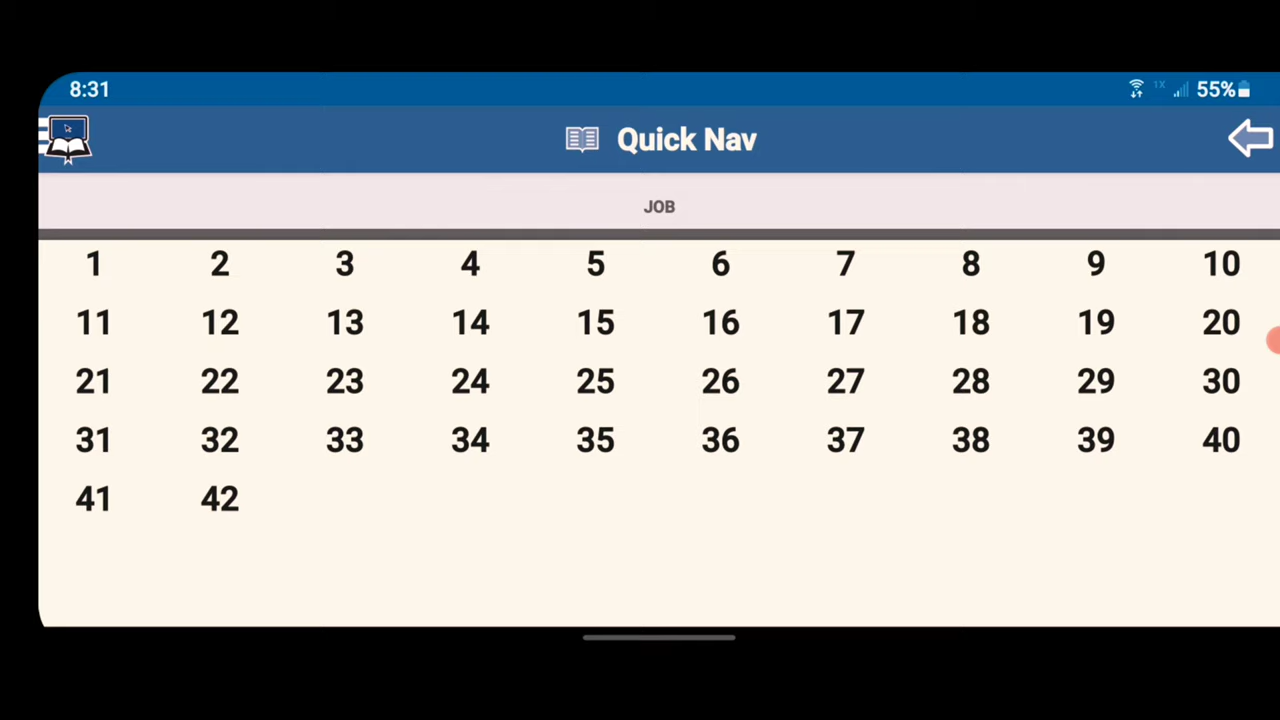 8:31 1X 55%
Quick Nav
JOB
1 2 3 4 5 6 7 8 9 10
11 12 13 14 15 16 17 18 19 20
21 22 23 24 25 26 27 28 29 30
31 32 33 34 35 36 37 38 39 40
41 42